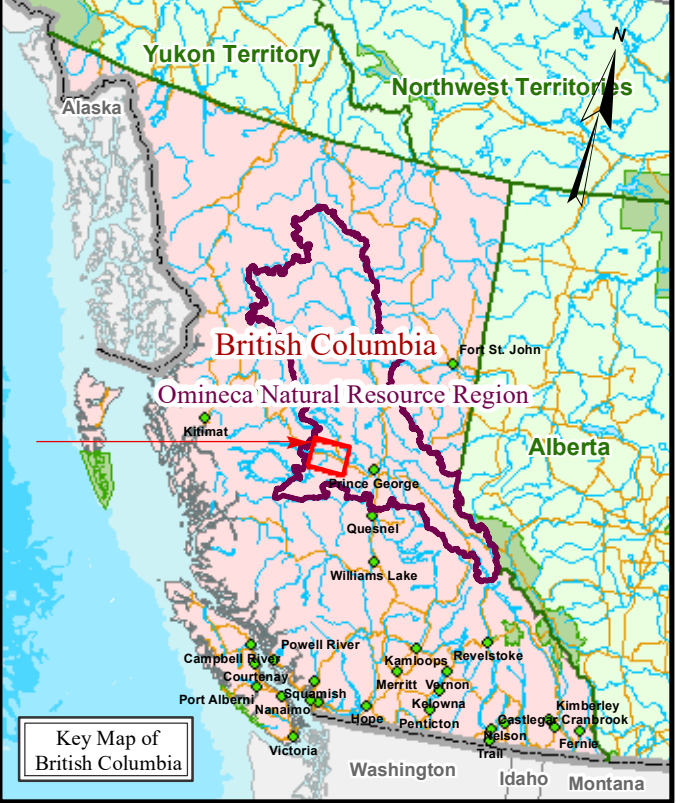 N
Yukon Territory
Northwest Territories
Alaska
British Columbia
Fort St. John
Omineca Natural Resource Region
Kitimat
Alberta
Prince George
Quesnel
Williams Lake
Powell River
Campbell River
Kamloops
Revelstoke
Courtenay
Merritt
Vernon
Port Alberni
Squamish
Nanaimo
Kelowna
Kimberley
Hope
Penticton
Castlegar
Cranbrook
Nelson
Fernie
Trail
Victoria
Key Map of
British Columbia
Washington
Idaho
Montana